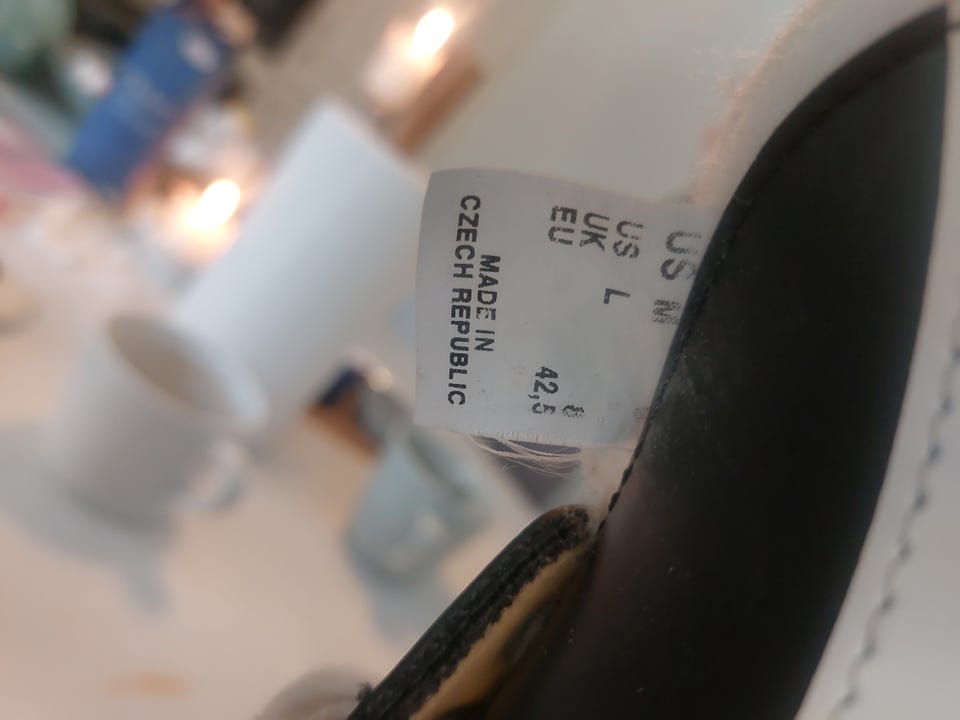 US M
US L
UK
EU 42,5
MADE IN
CZECH REPUBLIC